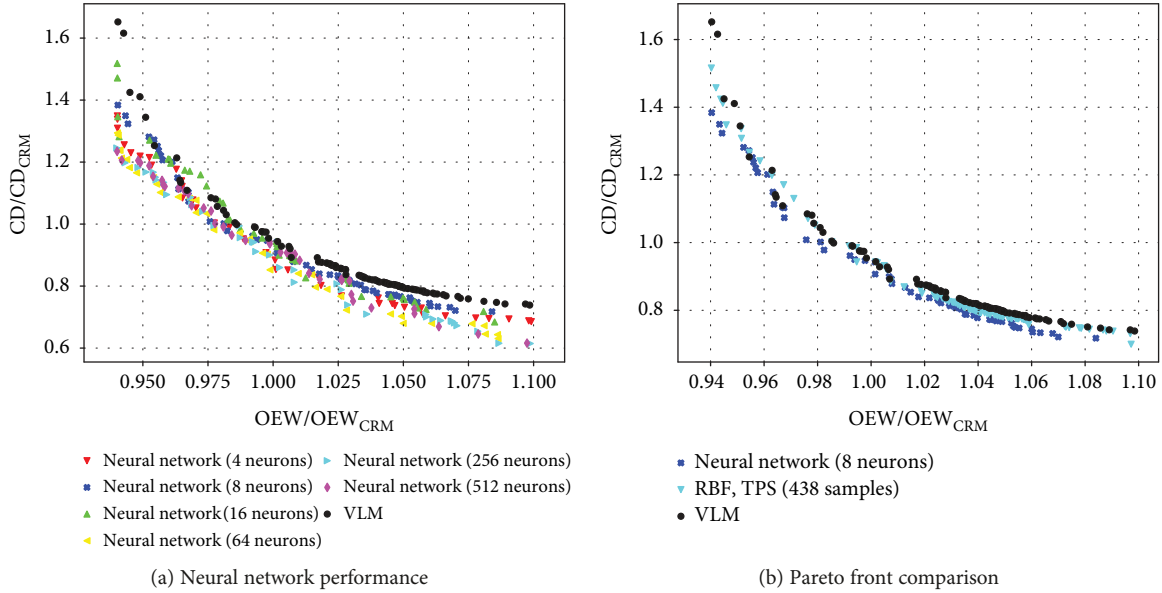 1.6
1.4
1.2
1.0
0.8
0.6
CD/CD_CRM
0.950 0.975 1.000 1.025 1.050 1.075 1.100
OEW/OEW_CRM
Neural network (4 neurons)
Neural network (8 neurons)
Neural network (16 neurons)
Neural network (64 neurons)
Neural network (256 neurons)
Neural network (512 neurons)
VLM
(a) Neural network performance
1.6
1.4
1.2
1.0
0.8
CD/CD_CRM
0.94 0.96 0.98 1.00 1.02 1.04 1.06 1.08 1.10
OEW/OEW_CRM
Neural network (8 neurons)
RBF, TPS (438 samples)
VLM
(b) Pareto front comparison